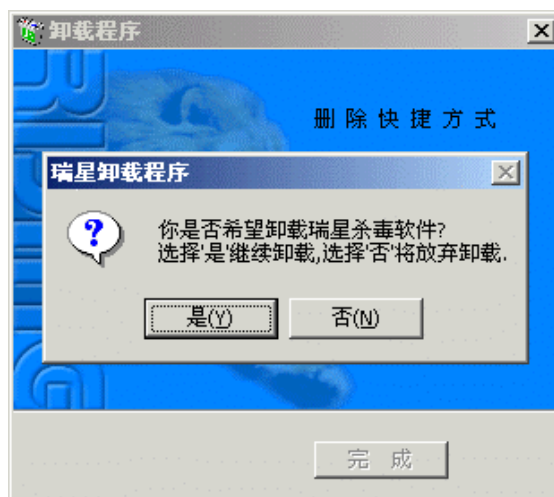 卸载程序
RISING
删除快捷方式
瑞星卸载程序
你是否希望卸载瑞星杀毒软件?
选择'是'继续卸载,选择'否'将放弃卸载.
是(Y)
否(N)
完 成